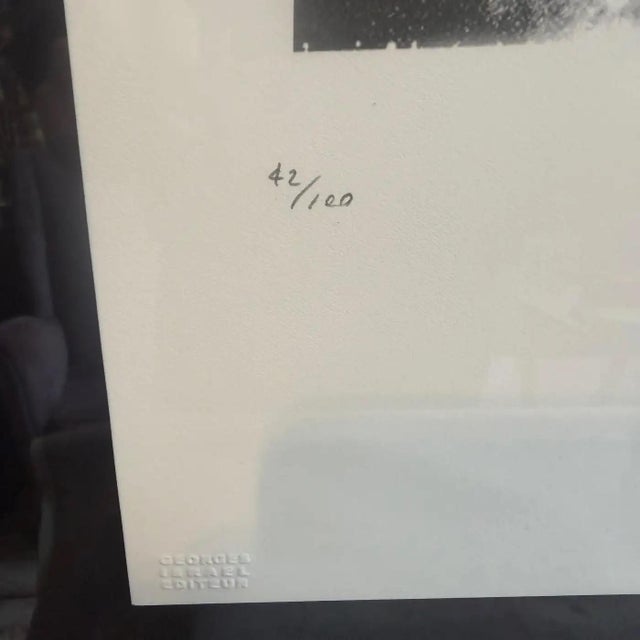 42/100
GEORGES
ISRAEL
EDITEUR